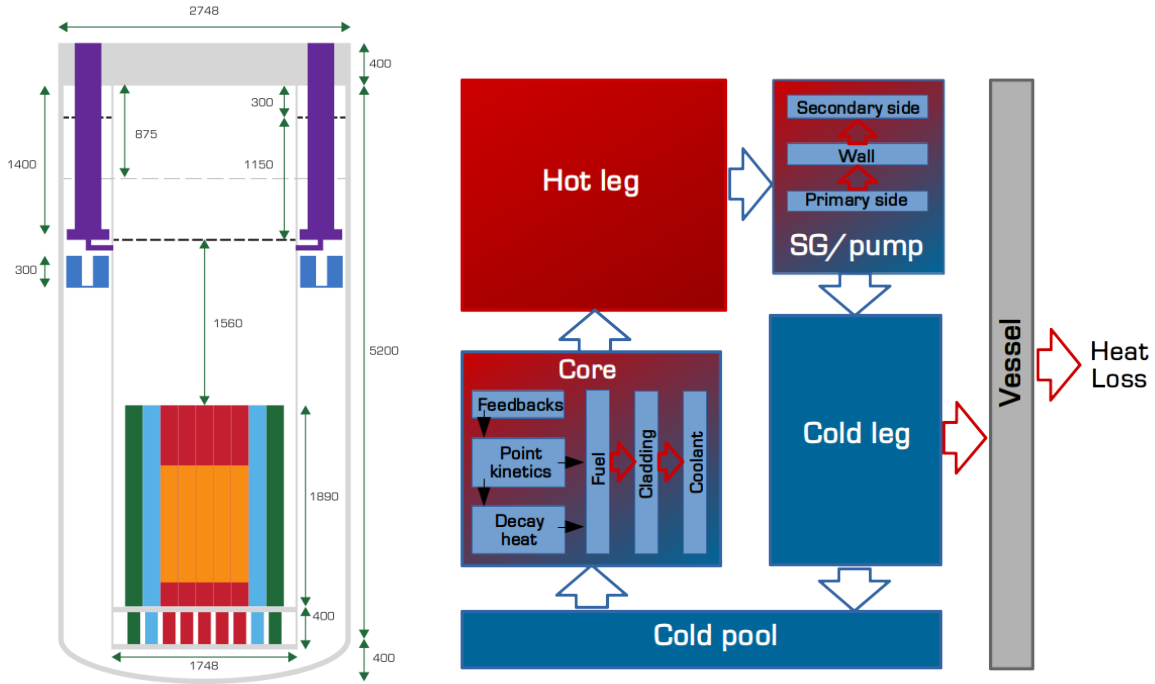 2748
400
300
875
1400
1150
300
1560
5200
1890
400
1748
400
Hot leg
Secondary side
Wall
Primary side
SG/pump
Core
Feedbacks
Point
kinetics
Decay
heat
Fuel
Cladding
Coolant
Cold leg
Cold pool
Vessel
Heat
Loss